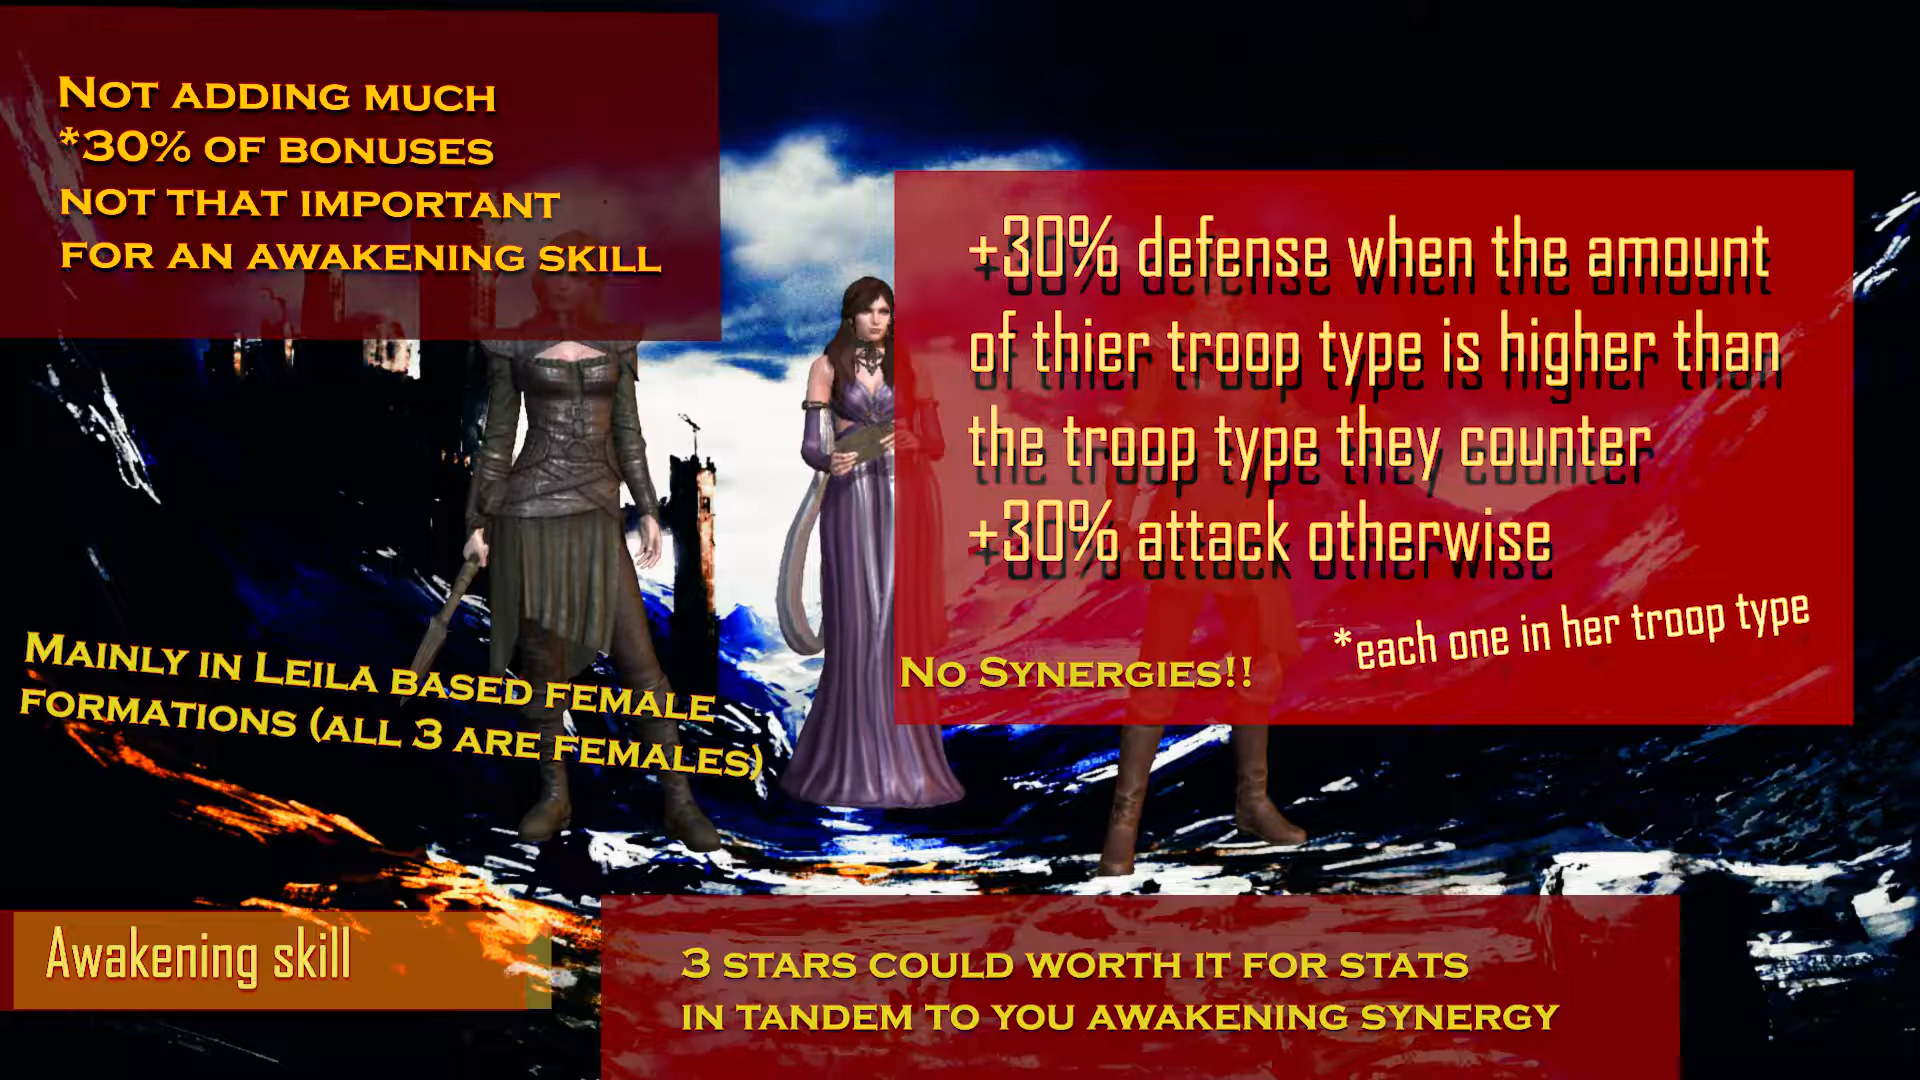 NOT ADDING MUCH
*30% OF BONUSES
NOT THAT IMPORTANT
FOR AN AWAKENING SKILL
+30% defense when the amount
of thier troop type is higher than
the troop type they counter
+30% attack otherwise
*each one in her troop type
NO SYNERGIES!!
MAINLY IN LEILA BASED FEMALE
FORMATIONS (ALL 3 ARE FEMALES)
Awakening skill
3 STARS COULD WORTH IT FOR STATS
IN TANDEM TO YOU AWAKENING SYNERGY